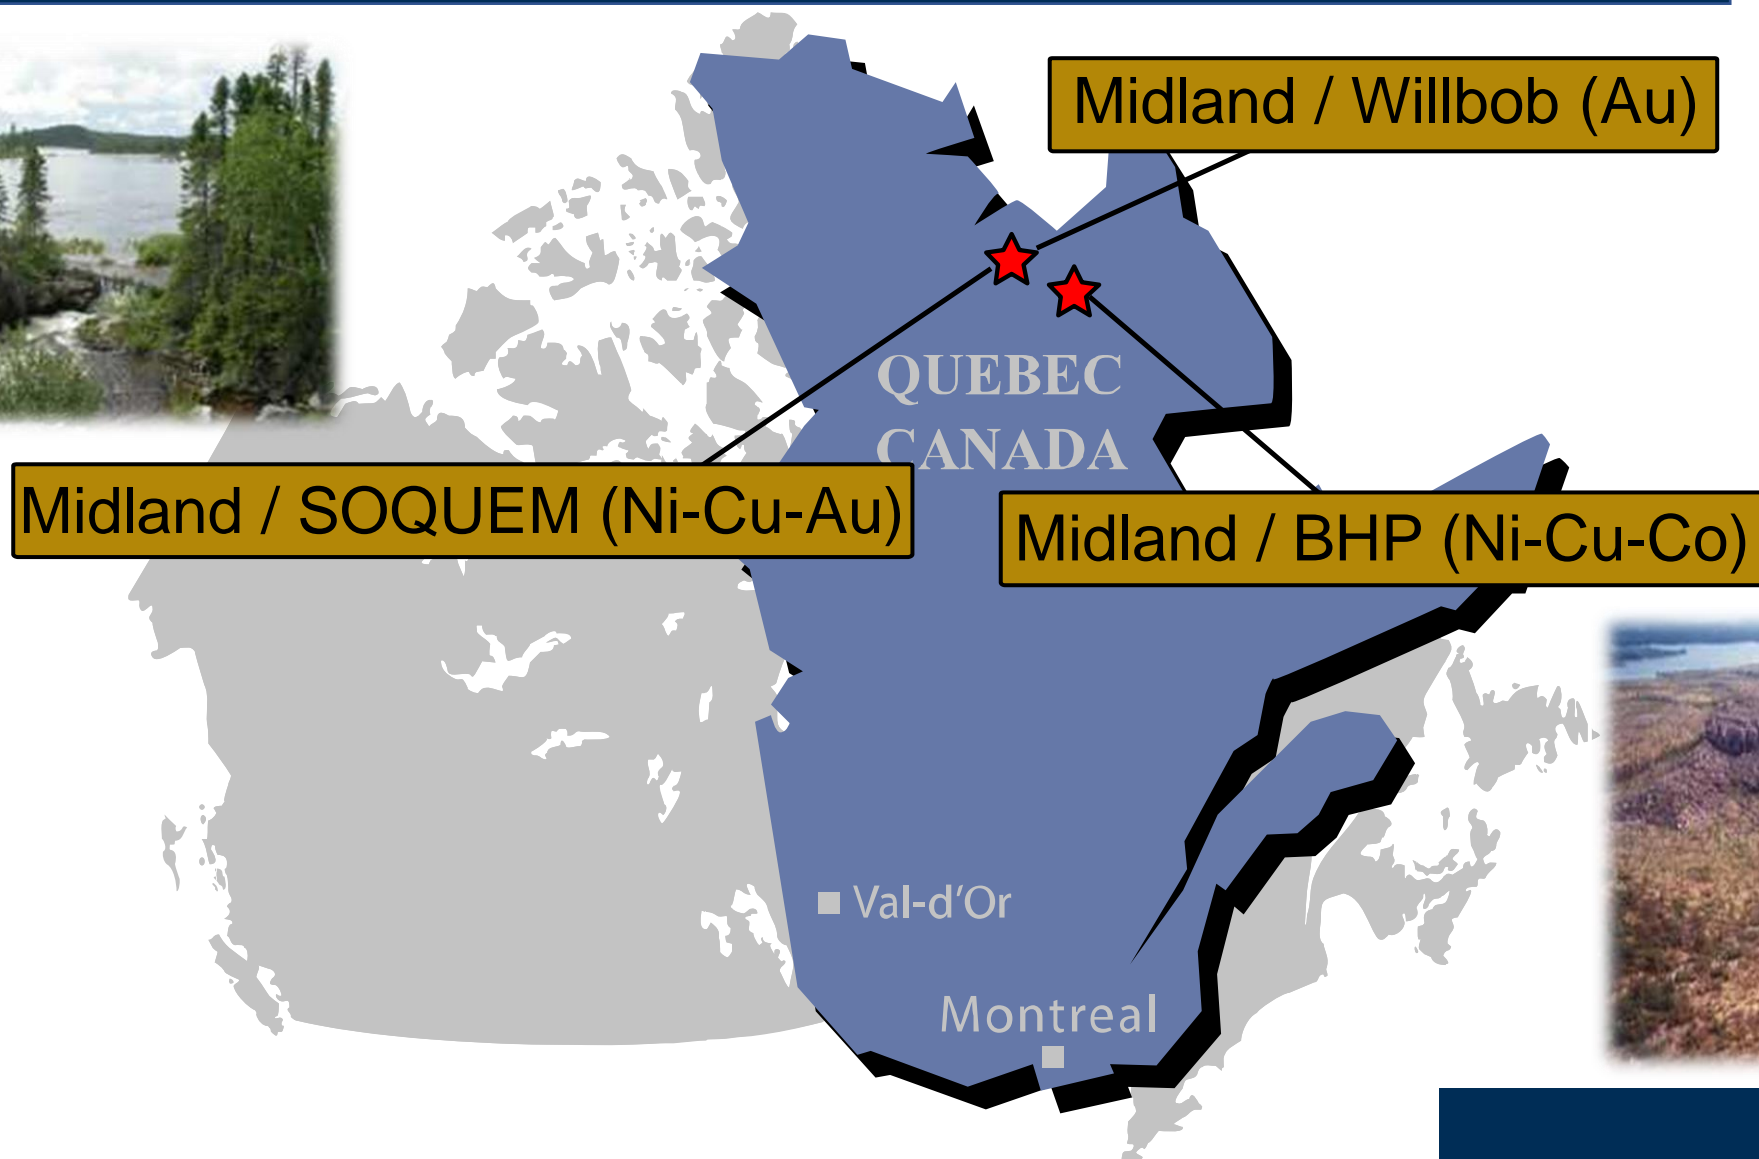 Midland / Willbob (Au)
QUEBEC
CANADA
Midland / SOQUEM (Ni-Cu-Au)
Midland / BHP (Ni-Cu-Co)
Val-d'Or
Montreal